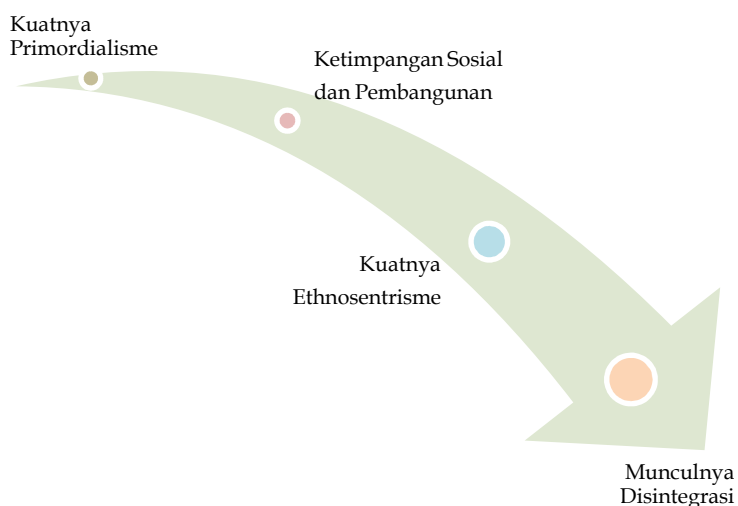 Kuatnya
Primordialisme
Ketimpangan Sosial
dan Pembangunan
Kuatnya
Ethnosentrisme
Munculnya
Disintegrasi